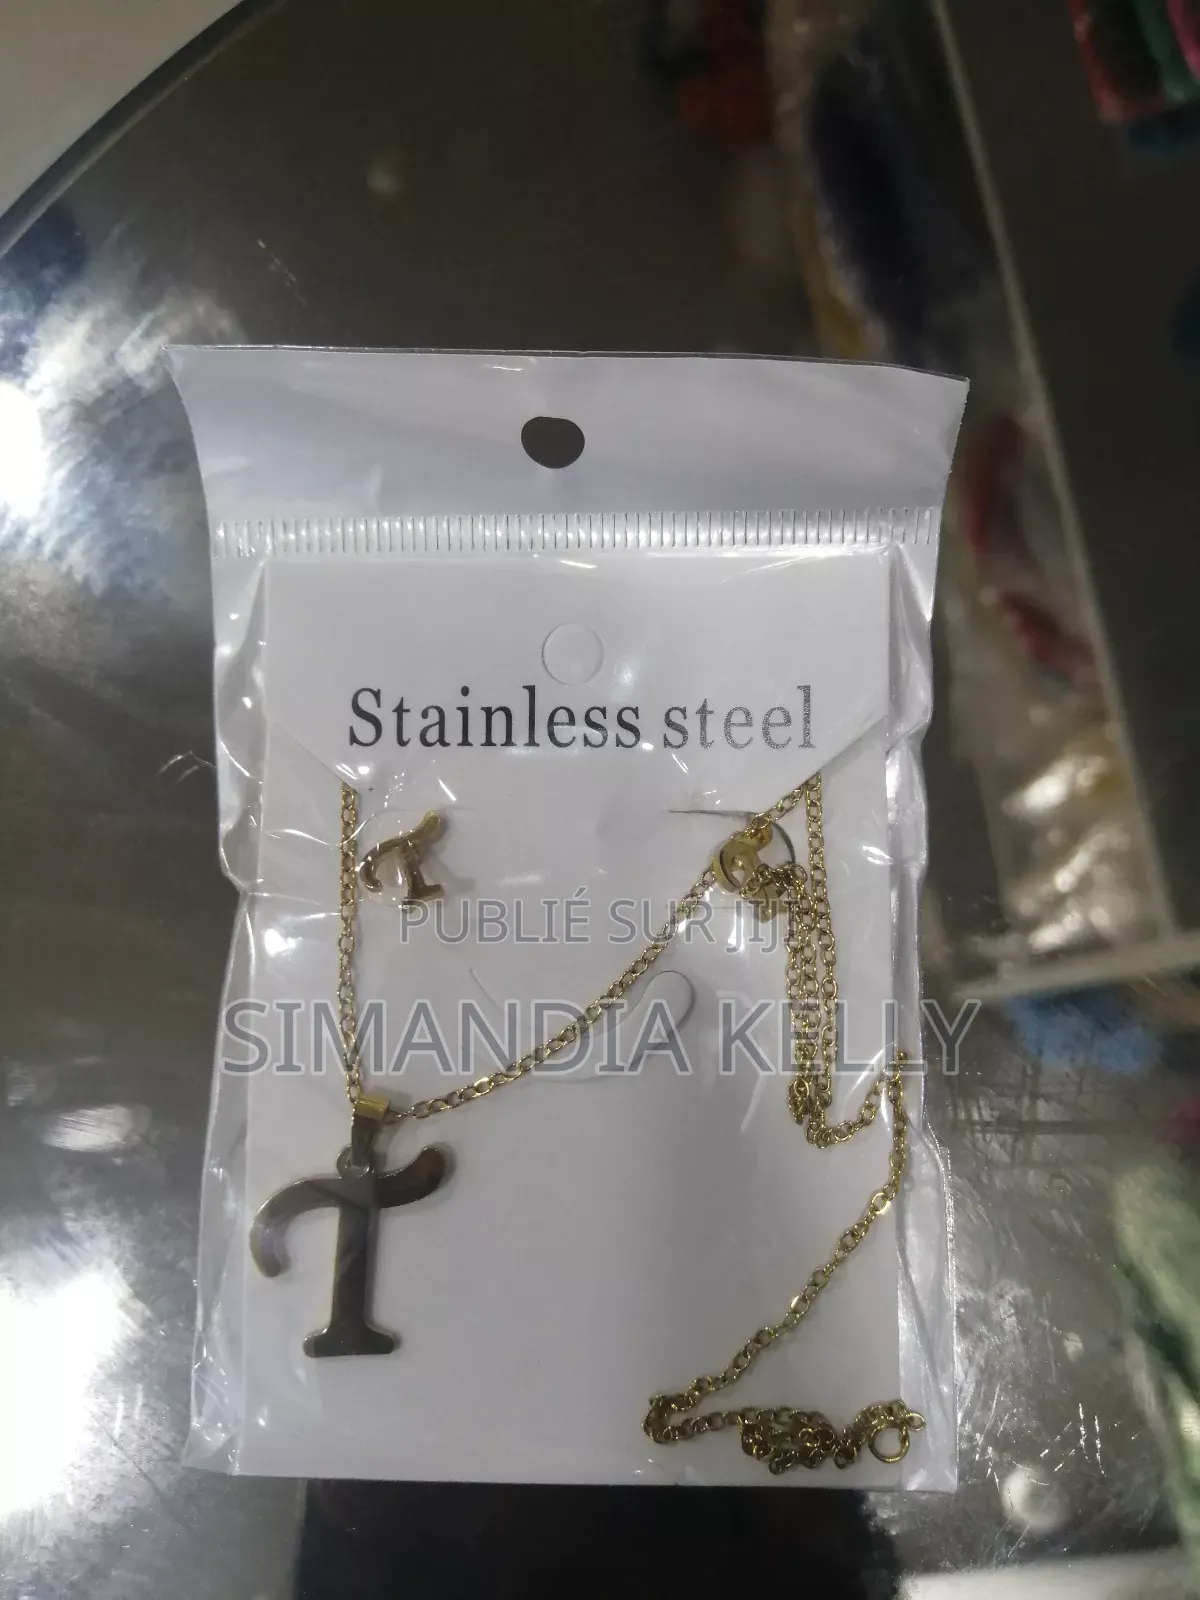 Stainless steel
T
PUBLIÉ SUR JIJI
SIMANDIA KELLY
T